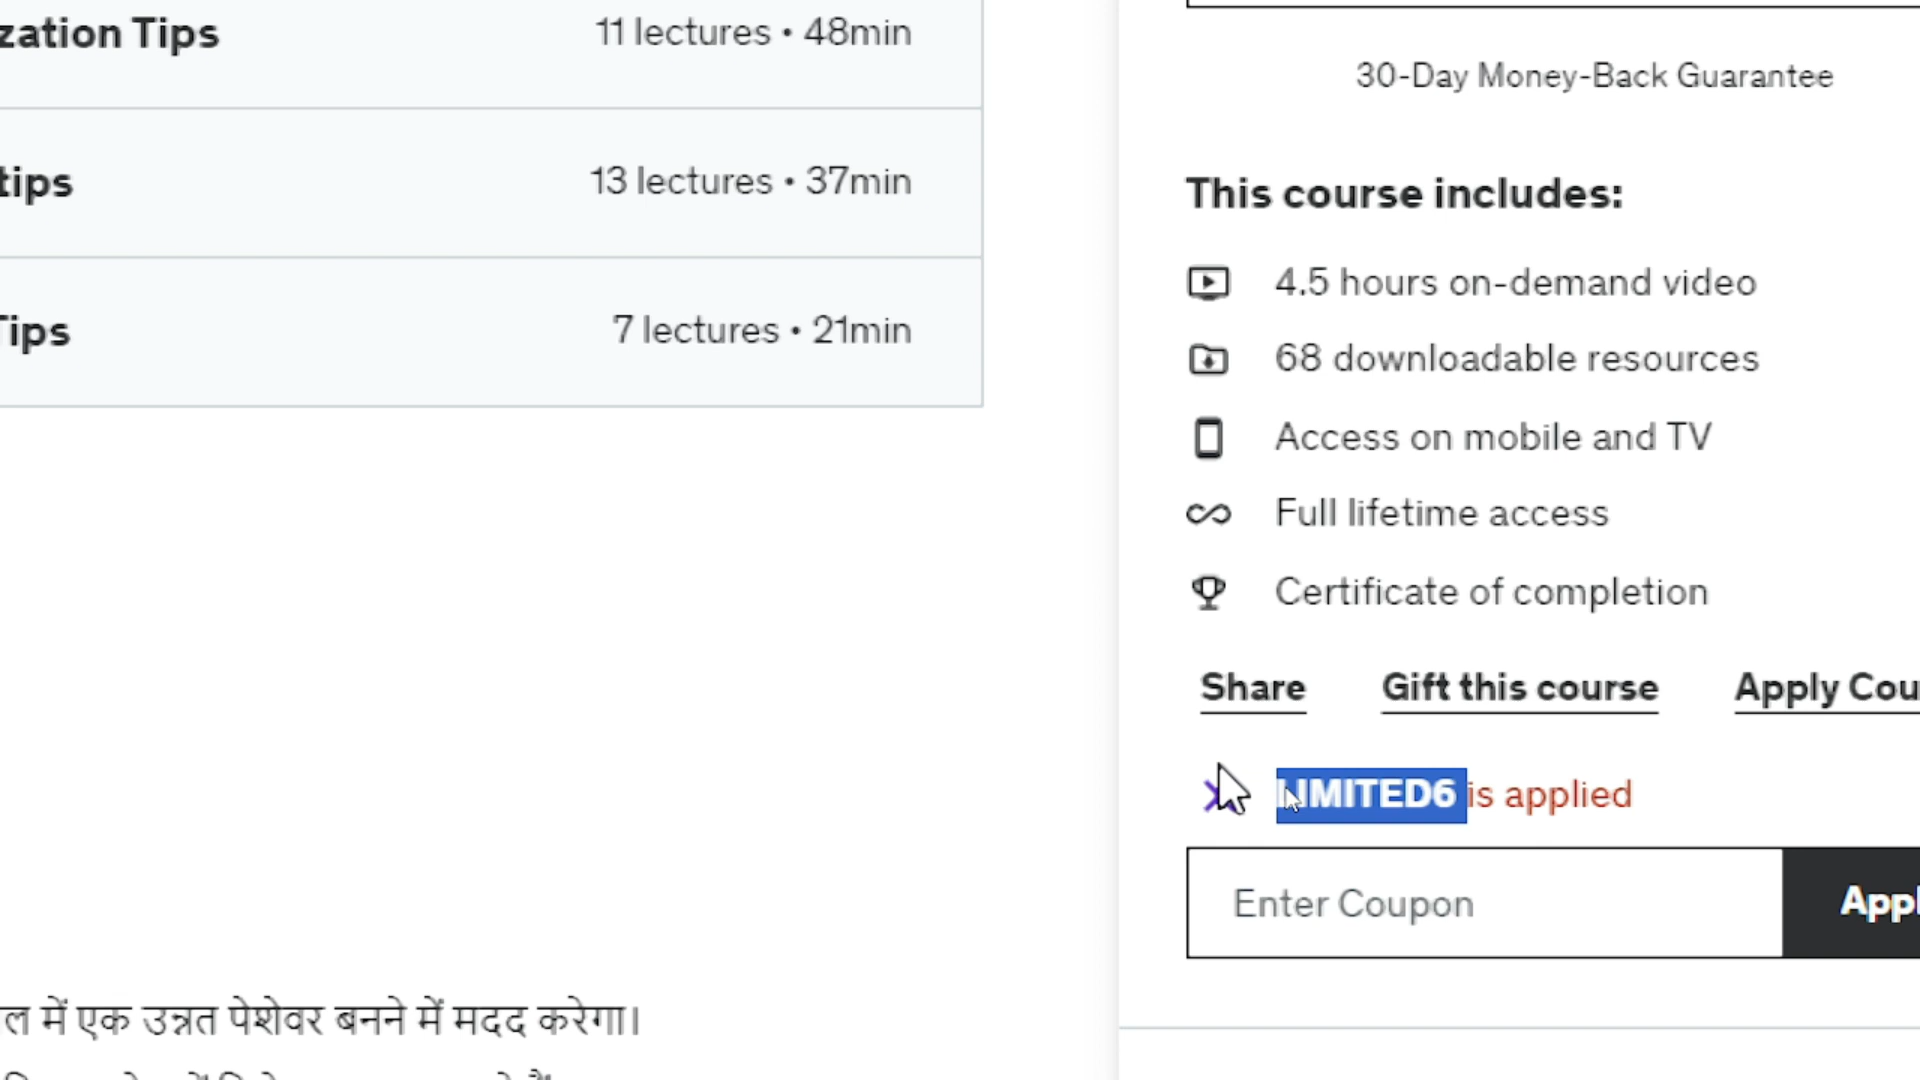 zation Tips 11 lectures • 48min
tips 13 lectures • 37min
Tips 7 lectures • 21min
30-Day Money-Back Guarantee
This course includes:
4.5 hours on-demand video
68 downloadable resources
Access on mobile and TV
Full lifetime access
Certificate of completion
Share Gift this course Apply Cou
LIMITED6 is applied
Enter Coupon Appl
ल में एक उन्नत पेशेवर बनने में मदद करेगा।